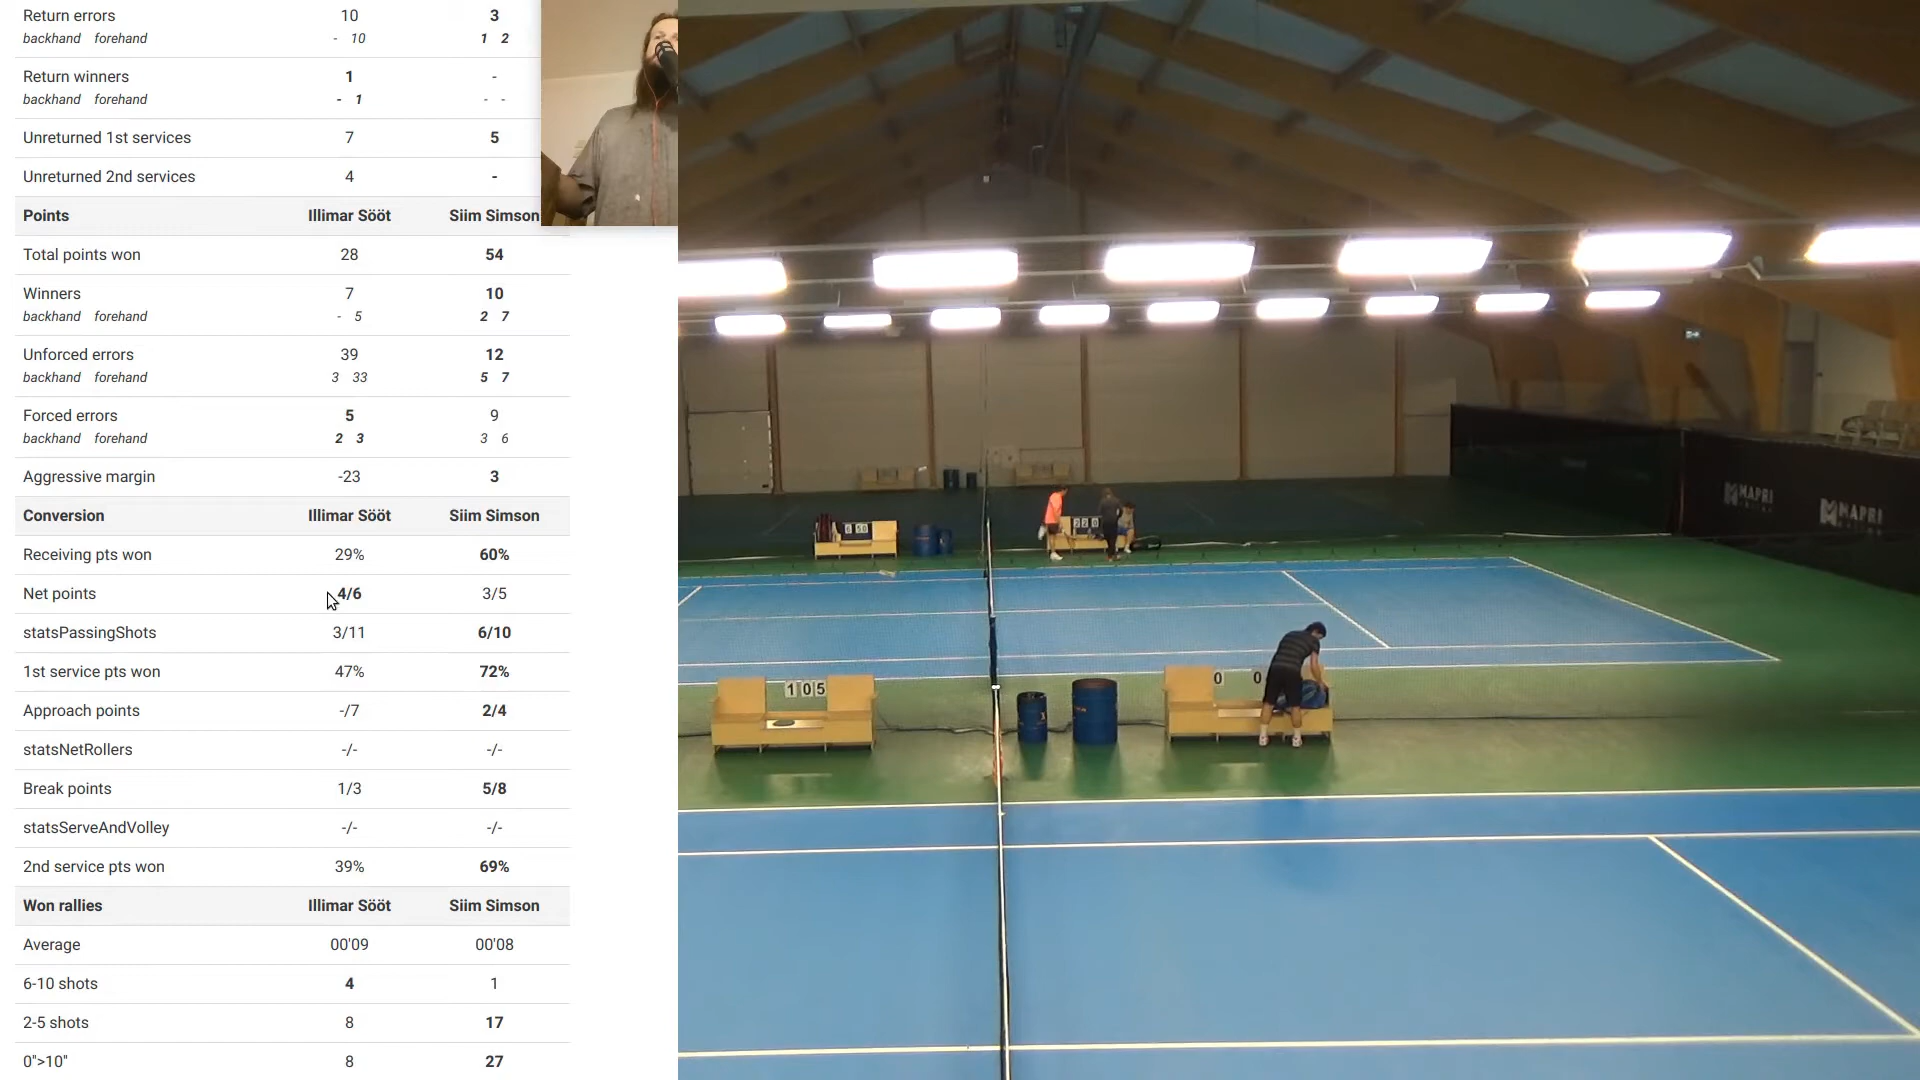 Return errors 10 3
backhand forehand - 10 1 2
Return winners 1 -
backhand forehand - 1 - -
Unreturned 1st services 7 5
Unreturned 2nd services 4 -
Points Illimar Sööt Siim Simson
Total points won 28 54
Winners 7 10
backhand forehand - 5 2 7
Unforced errors 39 12
backhand forehand 3 33 5 7
Forced errors 5 9
backhand forehand 2 3 3 6
Aggressive margin -23 3
Conversion Illimar Sööt Siim Simson
Receiving pts won 29% 60%
Net points 4/6 3/5
statsPassingShots 3/11 6/10
1st service pts won 47% 72%
Approach points -/7 2/4
statsNetRollers -/- -/-
Break points 1/3 5/8
statsServeAndVolley -/- -/-
2nd service pts won 39% 69%
Won rallies Illimar Sööt Siim Simson
Average 00'09 00'08
6-10 shots 4 1
2-5 shots 8 17
0">10" 8 27
MAPRI
MAPRI
6 50
2 2 0
1 0 5
0 0